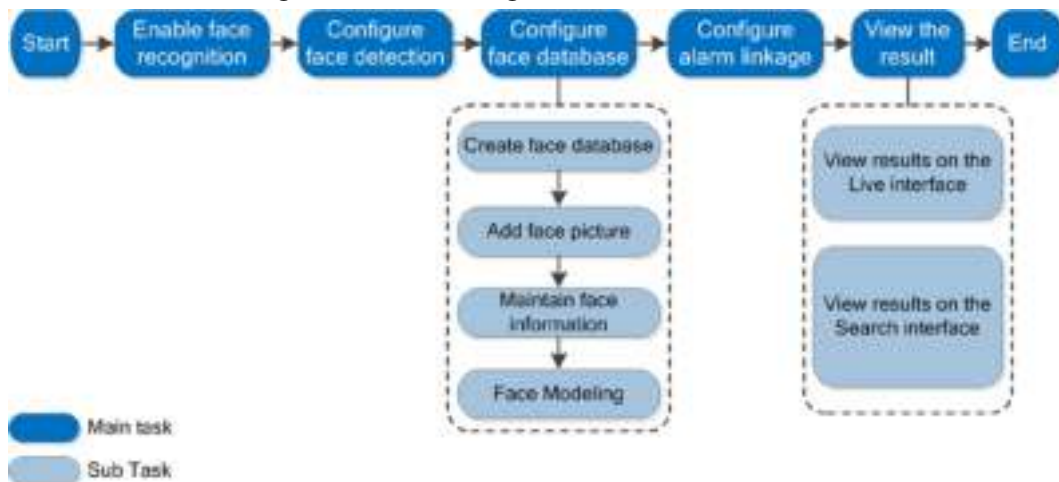 Start
Enable face
recognition
Configure
face detection
Configure
face database
Configure
alarm linkage
View the
result
End
Create face database
Add face picture
Maintain face
information
Face Modeling
View results on the
Live interface
View results on the
Search interface
Main task
Sub Task